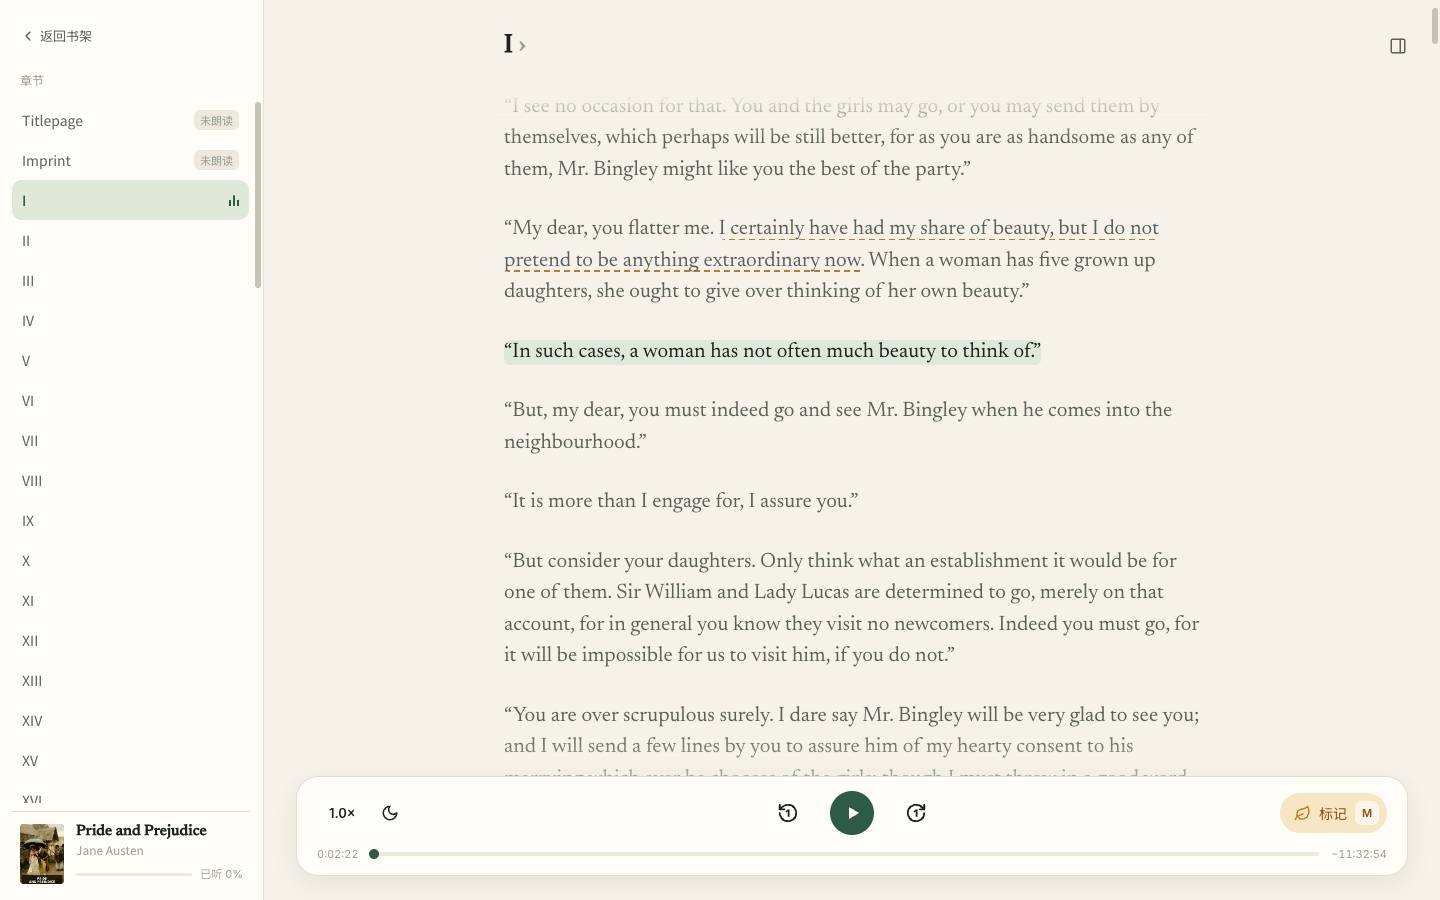 返回书架
章节
Titlepage 未朗读
Imprint 未朗读
I
II
III
IV
V
VI
VII
VIII
IX
X
XI
XII
XIII
XIV
XV
XVI
Pride and Prejudice
Jane Austen
已听 0%
I
“I see no occasion for that. You and the girls may go, or you may send them by
themselves, which perhaps will be still better, for as you are as handsome as any of
them, Mr. Bingley might like you the best of the party.”
“My dear, you flatter me. I certainly have had my share of beauty, but I do not
pretend to be anything extraordinary now. When a woman has five grown up
daughters, she ought to give over thinking of her own beauty.”
“In such cases, a woman has not often much beauty to think of.”
“But, my dear, you must indeed go and see Mr. Bingley when he comes into the
neighbourhood.”
“It is more than I engage for, I assure you.”
“But consider your daughters. Only think what an establishment it would be for
one of them. Sir William and Lady Lucas are determined to go, merely on that
account, for in general you know they visit no newcomers. Indeed you must go, for
it will be impossible for us to visit him, if you do not.”
“You are over scrupulous surely. I dare say Mr. Bingley will be very glad to see you;
and I will send a few lines by you to assure him of my hearty consent to his
1.0×
1
1
标记 M
0:02:22
−11:32:54